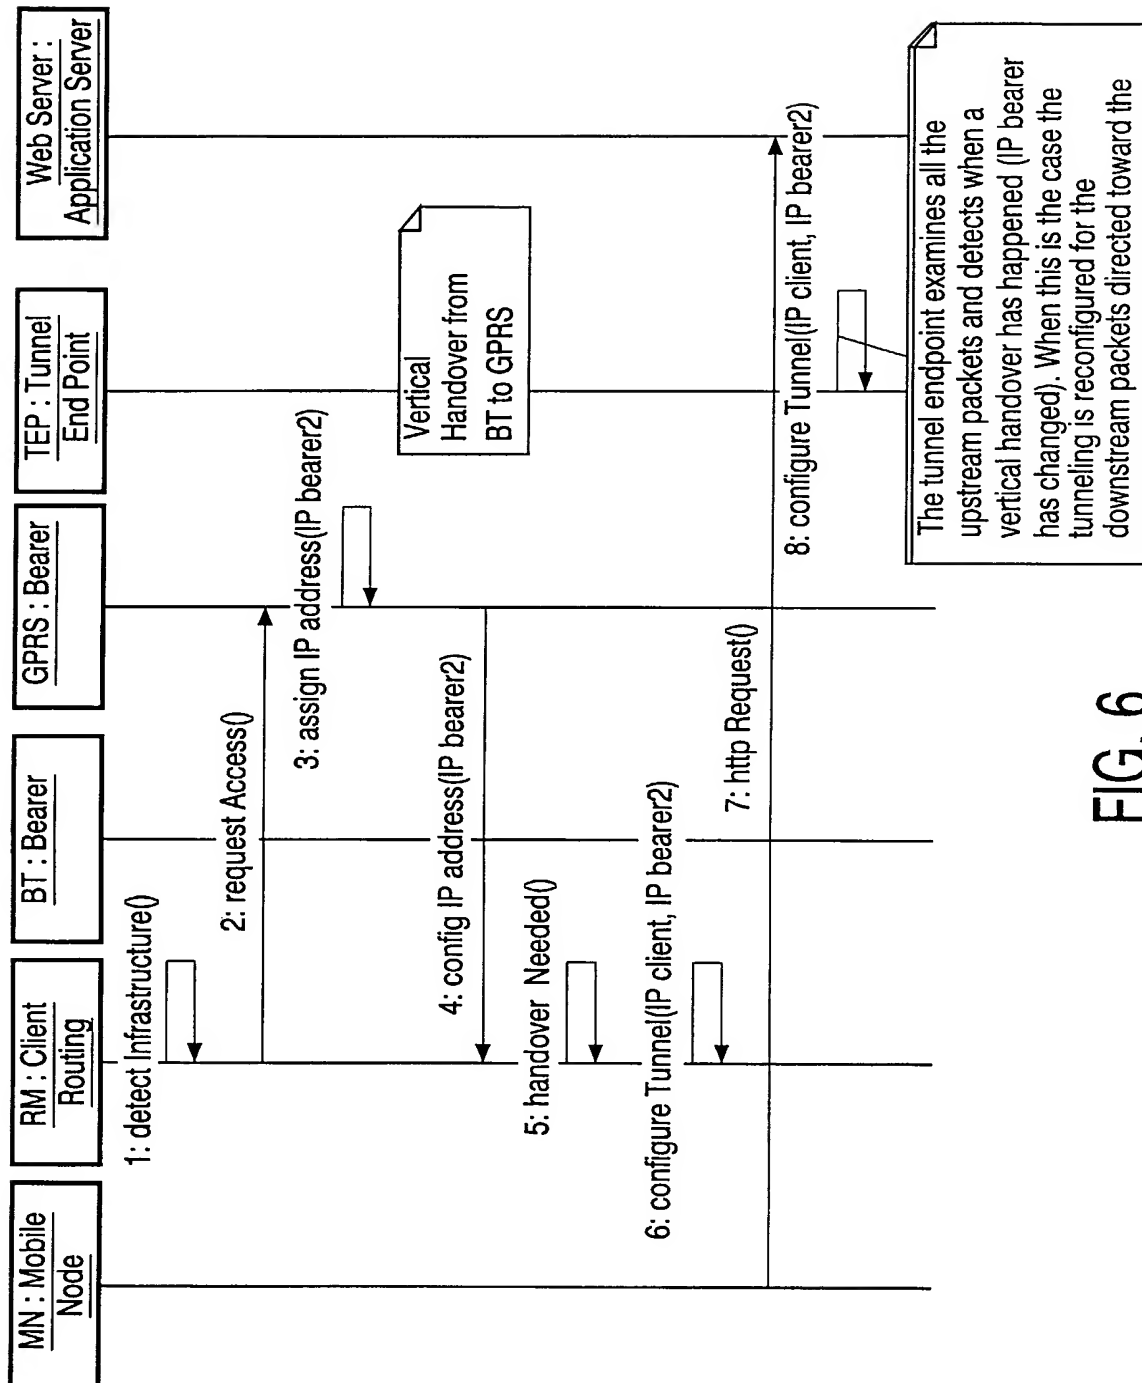 MN : Mobile
Node
RM : Client
Routing
BT : Bearer
GPRS : Bearer
TEP : Tunnel
End Point
Web Server :
Application Server
1: detect Infrastructure()
2: request Access()
3: assign IP address(IP bearer2)
Vertical
Handover from
BT to GPRS
4: config IP address(IP bearer2)
5: handover Needed()
6: configure Tunnel(IP client, IP bearer2)
7: http Request()
8: configure Tunnel(IP client, IP bearer2)
The tunnel endpoint examines all the
upstream packets and detects when a
vertical handover has happened (IP bearer
has changed). When this is the case the
tunneling is reconfigured for the
downstream packets directed toward the
FIG. 6